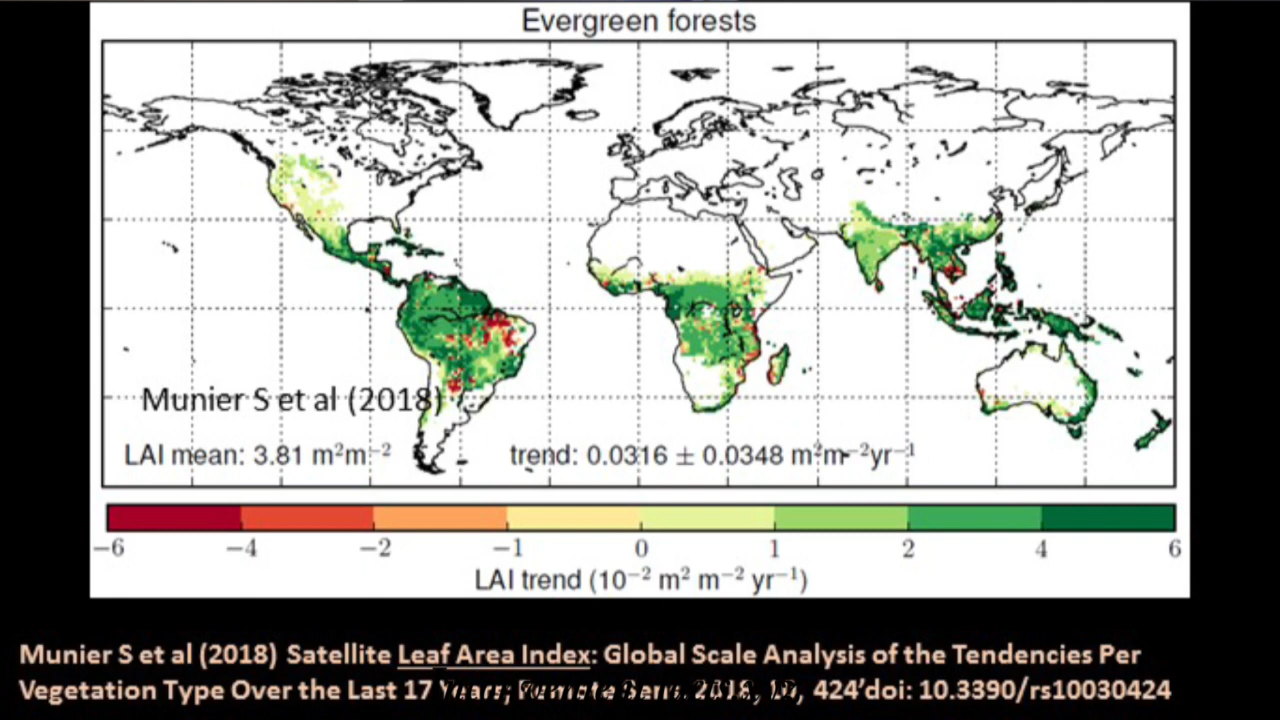 Evergreen forests
Munier S et al (2018)
LAI mean: 3.81 m²m⁻² trend: 0.0316 ± 0.0348 m²m⁻²yr⁻¹
−6 −4 −2 −1 0 1 2 4 6
LAI trend (10⁻² m² m⁻² yr⁻¹)
Munier S et al (2018) Satellite Leaf Area Index: Global Scale Analysis of the Tendencies Per
Vegetation Type Over the Last 17 424’doi: 10.3390/rs10030424